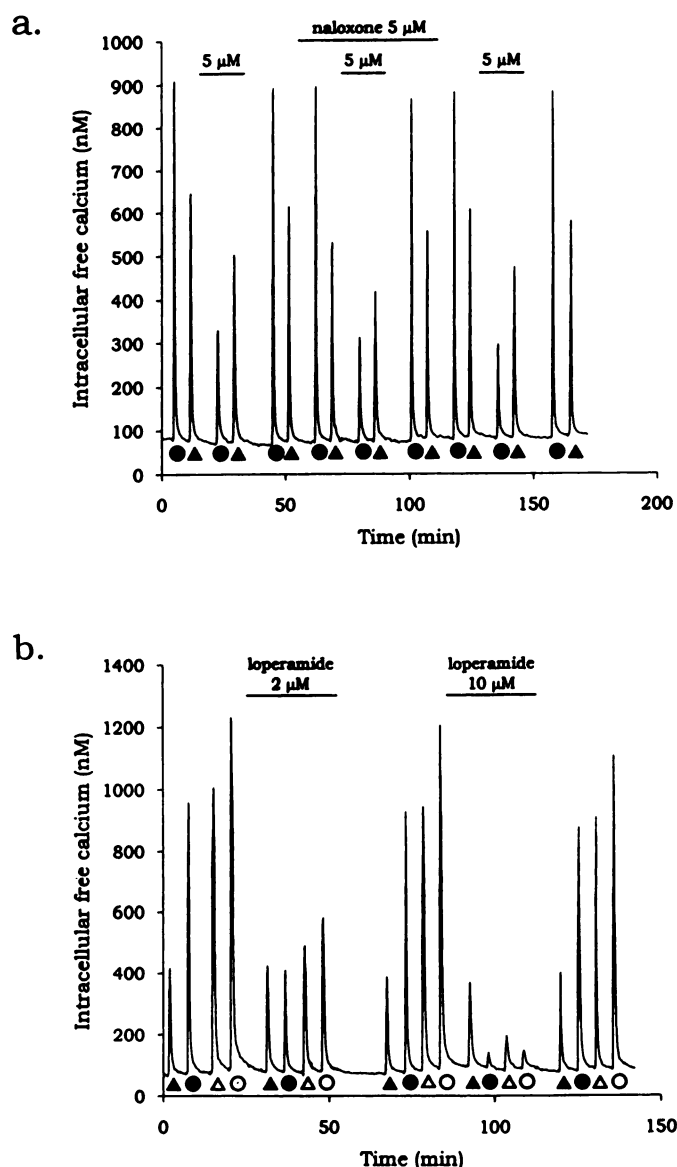 a.
naloxone 5 µM
5 µM 5 µM 5 µM
1000
900
800
700
600
500
400
300
200
100
0
Intracellular free calcium (nM)
0 50 100 150 200
Time (min)
b.
loperamide loperamide
2 µM 10 µM
1400
1200
1000
800
600
400
200
0
Intracellular free calcium (nM)
0 50 100 150
Time (min)